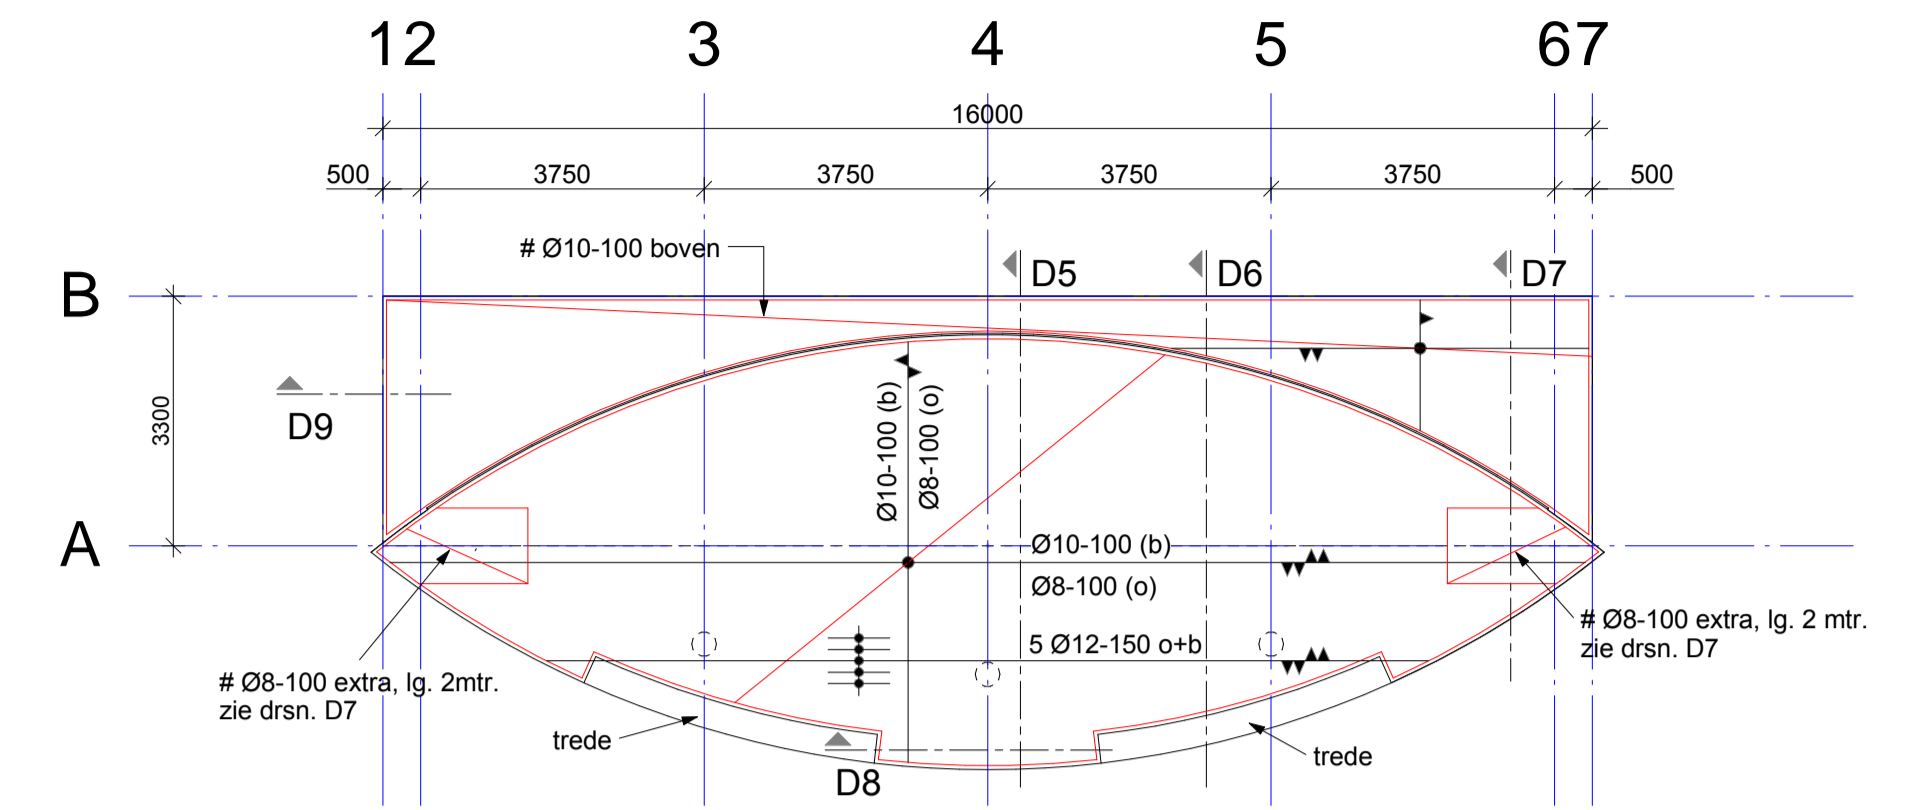 1 2 3 4 5 6 7
16000
500 3750 3750 3750 3750 500
# Ø10-100 boven
D5 D6 D7
B
3300
D9
Ø10-100 (b)
Ø8-100 (o)
A
Ø10-100 (b)
Ø8-100 (o)
5 Ø12-150 o+b
# Ø8-100 extra, lg. 2 mtr.
zie drsn. D7
# Ø8-100 extra, lg. 2mtr.
zie drsn. D7
trede
trede
D8